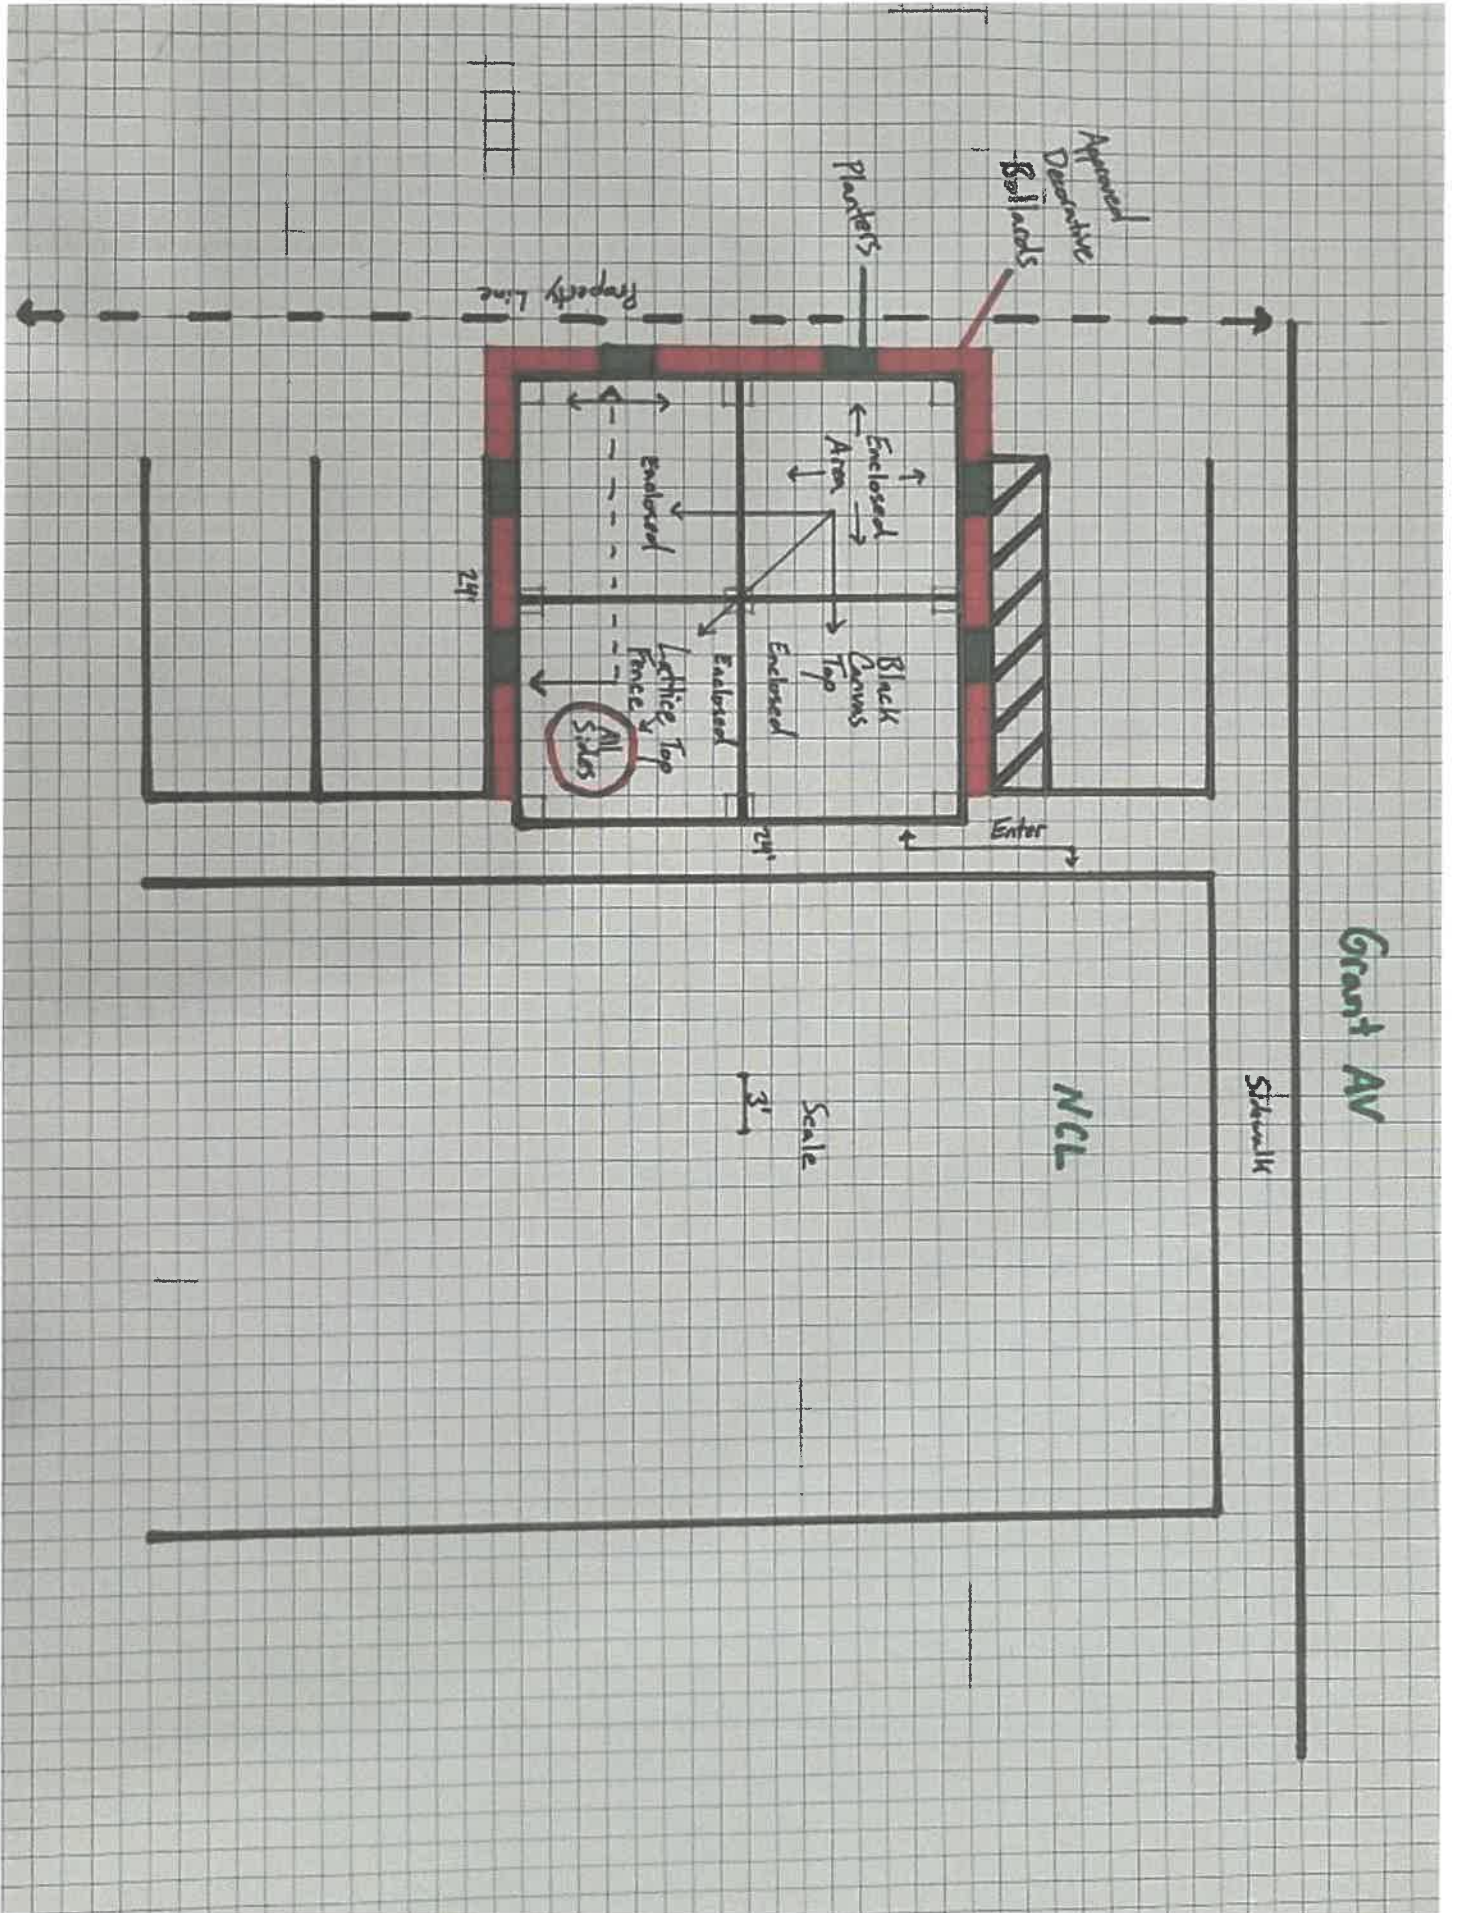 Grant AV
Sidewalk
NCL
Scale
3'
Approved
Decorative
Bollards
Planters
Property Line
Enclosed
Area
Black
Canvas
Top
Enclosed
Enclosed
Enclosed
Lattice Top
Fence
All
Sides
Enter
24'
24'